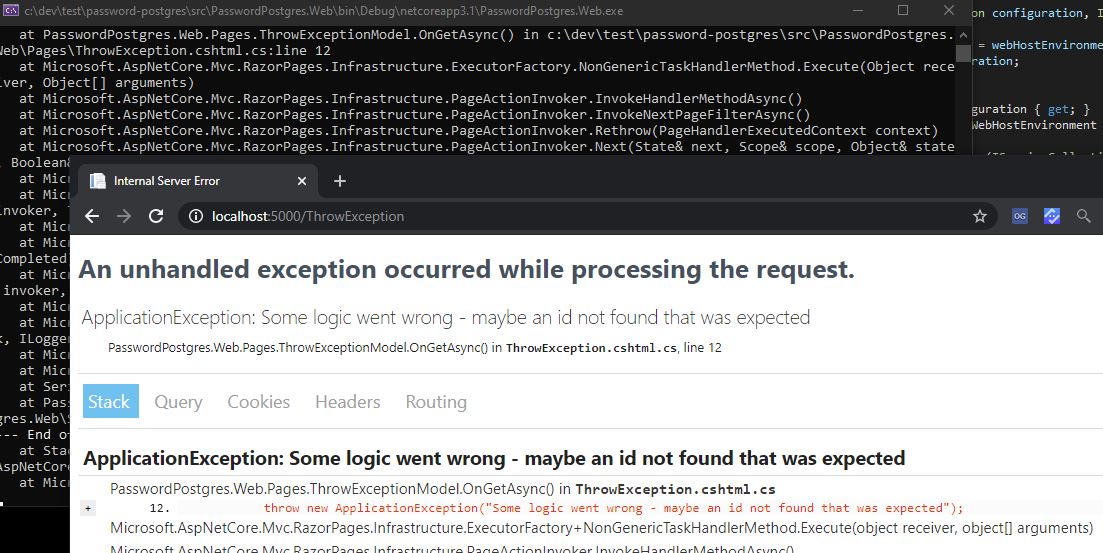 c:\dev\test\password-postgres\src\PasswordPostgres.Web\bin\Debug\netcoreapp3.1\PasswordPostgres.Web.exe
on configuration, I
at PasswordPostgres.Web.Pages.ThrowExceptionModel.OnGetAsync() in c:\dev\test\password-postgres\src\PasswordPostgres.
= webHostEnvironme
Web\Pages\ThrowException.cshtml.cs:line 12
ration;
at Microsoft.AspNetCore.Mvc.RazorPages.Infrastructure.ExecutorFactory.NonGenericTaskHandlerMethod.Execute(Object rece
iver, Object[] arguments)
at Microsoft.AspNetCore.Mvc.RazorPages.Infrastructure.PageActionInvoker.InvokeHandlerMethodAsync()
guration { get; }
at Microsoft.AspNetCore.Mvc.RazorPages.Infrastructure.PageActionInvoker.InvokeNextPageFilterAsync()
WebHostEnvironment
at Microsoft.AspNetCore.Mvc.RazorPages.Infrastructure.PageActionInvoker.Rethrow(PageHandlerExecutedContext context)
at Microsoft.AspNetCore.Mvc.RazorPages.Infrastructure.PageActionInvoker.Next(State& next, Scope& scope, Object& state
, Boolean&
at Mic
at Mic
invoker,
at Mic
at Mic
Completed
at Mic
invoker,
at Mic
at Mic
k, ILogger
at Mic
at Mic
at Ser
at Pas
gres.Web\S
--- End o
at Sta
AspNetCor
at Mic
Internal Server Error
localhost:5000/ThrowException
OG
An unhandled exception occurred while processing the request.
ApplicationException: Some logic went wrong - maybe an id not found that was expected
PasswordPostgres.Web.Pages.ThrowExceptionModel.OnGetAsync() in ThrowException.cshtml.cs, line 12
Stack Query Cookies Headers Routing
ApplicationException: Some logic went wrong - maybe an id not found that was expected
PasswordPostgres.Web.Pages.ThrowExceptionModel.OnGetAsync() in ThrowException.cshtml.cs
+ 12. throw new ApplicationException("Some logic went wrong - maybe an id not found that was expected");
Microsoft.AspNetCore.Mvc.RazorPages.Infrastructure.ExecutorFactory+NonGenericTaskHandlerMethod.Execute(object receiver, object[] arguments)
Microsoft.AspNetCore.Mvc.RazorPages.Infrastructure.PageActionInvoker.InvokeHandlerMethodAsync()